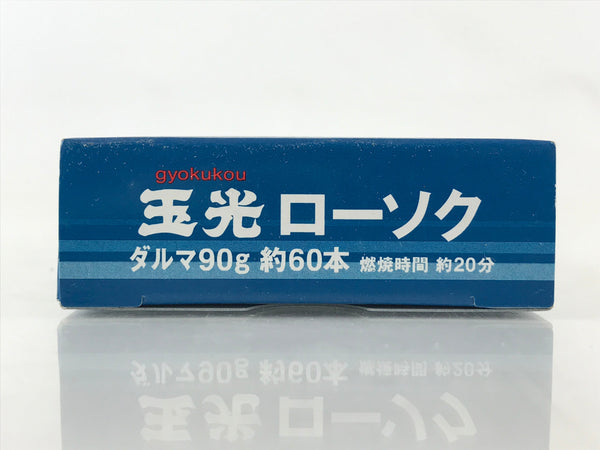 gyokukou
玉光 ローソク
ダルマ90g 約60本 燃焼時間 約20分